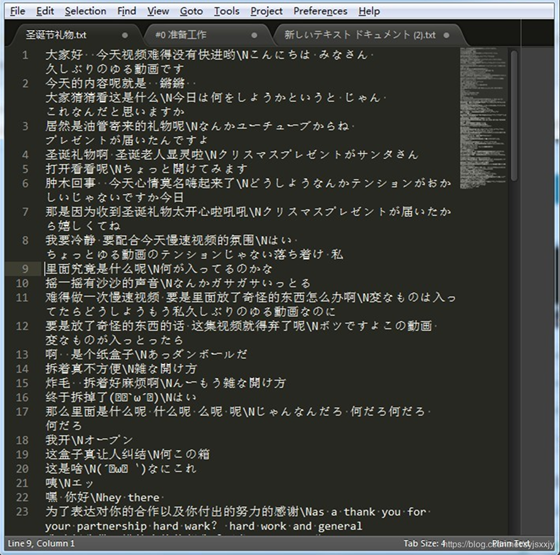 File Edit Selection Find View Goto Tools Project Preferences Help
圣诞节礼物.txt #0 准备工作 新しいテキスト ドキュメント (2).txt
1 大家好··今天视频难得没有快进哟\Nこんにちは·みなさん·
久しぶりのゆる動画です
2 今天的内容呢就是··锵锵··
大家猜猜看这是什么\N今日は何をしようかというと·じゃん·
これなんだと思いますか
3 居然是油管寄来的礼物呢\Nなんかユーチューブからね·
プレゼントが届いたんですよ
4 圣诞礼物啊·圣诞老人显灵啦\Nクリスマスプレゼントがサンタさん
5 打开看看呢\Nちょっと開けてみます
6 肿木回事··今天心情莫名嗨起来了\Nどうしようなんかテンションがおか
しいじゃないですか今日
7 那是因为收到圣诞礼物太开心啦吼吼\Nクリスマスプレゼントが届いたか
ら嬉しくてね
8 我要冷静·要配合今天慢速视频的氛围\Nはい·
ちょっとゆる動画のテンションじゃない落ち着け·私
9 里面究竟是什么呢\N何が入ってるのかな
10 摇一摇有沙沙的声音\Nなんかガサガサいっとる
11 难得做一次慢速视频·要是里面放了奇怪的东西怎么办啊\N変なものは入っ
てたらどうしようもう私久しぶりのゆる動画なのに
12 要是放了奇怪的东西的话·这集视频就得弃了呢\Nボツですよこの動画·
変なものが入っとったら
13 啊··是个纸盒子\Nあっダンボールだ
14 拆着真不方便\N雑な開け方
15 炸毛··拆着好麻烦啊\Nんーもう雑な開け方
16 终于拆掉了(`ω´)\Nはい
17 那么里面是什么呢·什么呢·么呢·呢\Nじゃんなんだろ·何だろ何だろ·
何だろ
18 我开\Nオープン
19 这盒子真让人纠结\N何この箱
20 这是啥\N(´ω｀)なにこれ
21 咦\Nエッ
22 嘿·你好\Nhey there·
23 为了表达对你的合作以及你付出的努力的感谢\Nas a thank you for
your partnership hard wark? hard work and general
Line 9, Column 1 Tab Size: 4 Plain Text